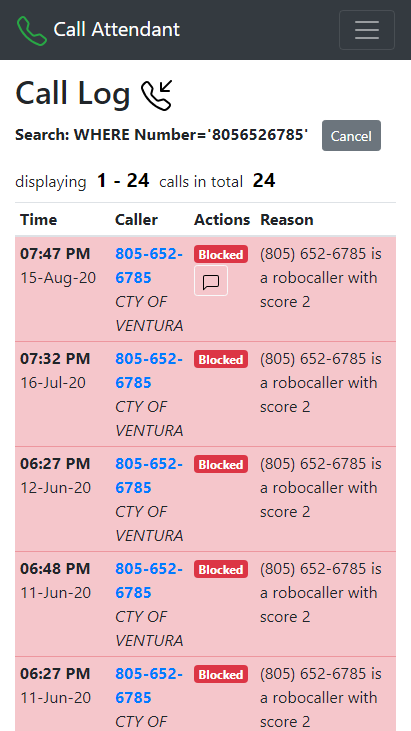 Call Attendant
Call Log
Search: WHERE Number='8056526785' Cancel
displaying 1 - 24 calls in total 24
Time Caller Actions Reason
07:47 PM 805-652- Blocked (805) 652-6785 is
15-Aug-20 6785 a robocaller with
CTY OF score 2
VENTURA
07:32 PM 805-652- Blocked (805) 652-6785 is
16-Jul-20 6785 a robocaller with
CTY OF score 2
VENTURA
06:27 PM 805-652- Blocked (805) 652-6785 is
12-Jun-20 6785 a robocaller with
CTY OF score 2
VENTURA
06:48 PM 805-652- Blocked (805) 652-6785 is
11-Jun-20 6785 a robocaller with
CTY OF score 2
VENTURA
06:27 PM 805-652- Blocked (805) 652-6785 is
11-Jun-20 6785 a robocaller with
CTY OF score 2